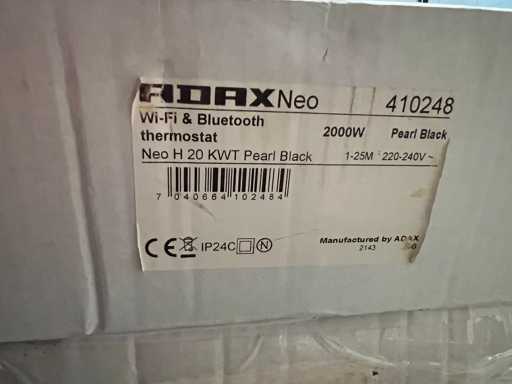 ADAX Neo 410248
Wi-Fi & Bluetooth
thermostat 2000W Pearl Black
Neo H 20 KWT Pearl Black 1-25M 220-240V ~
7 040664 102484
CE IP24C N
Manufactured by ADAX
2143